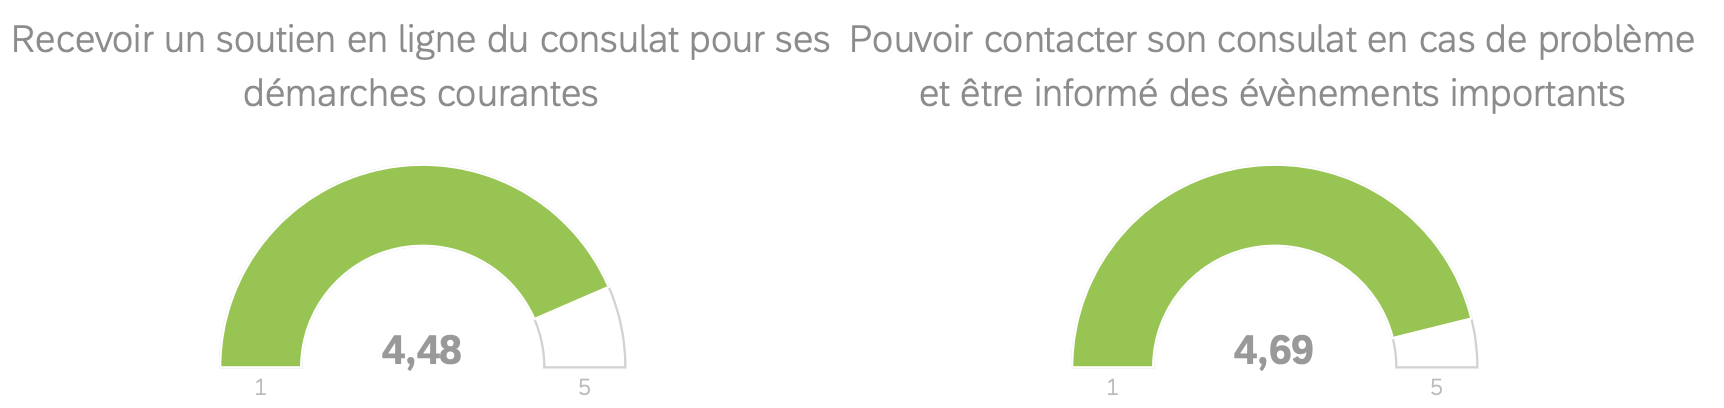 Recevoir un soutien en ligne du consulat pour ses
démarches courantes
4,48
1
5
Pouvoir contacter son consulat en cas de problème
et être informé des évènements importants
4,69
1
5